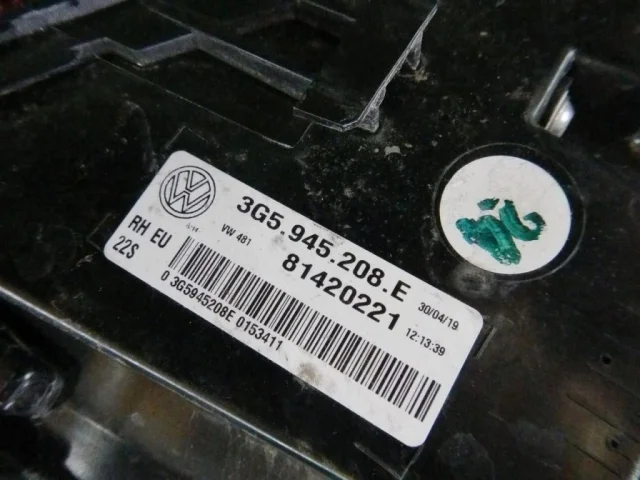 3G5.945.208.E
VW 481
81420221
30/04/19
12:13:39
RH EU
22S
0 3G5945208E 0153411